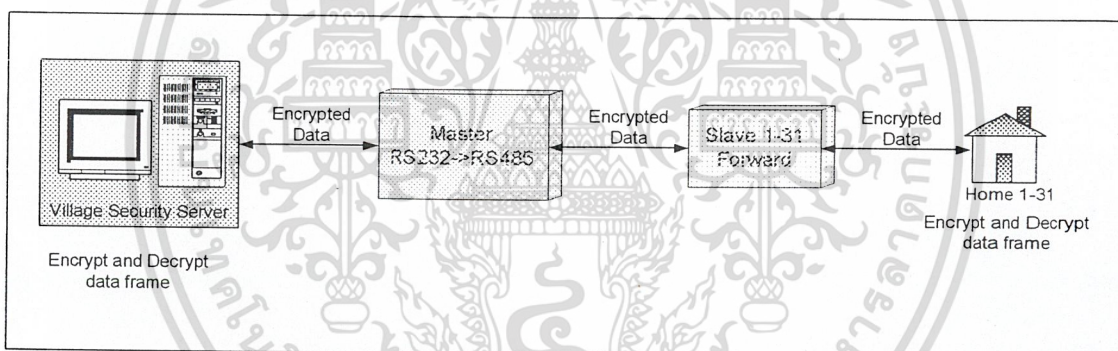 Village Security Server
Encrypt and Decrypt
data frame
Encrypted
Data
Master
RS232->RS485
Encrypted
Data
Slave 1-31
Forward
Encrypted
Data
Home 1-31
Encrypt and Decrypt
data frame